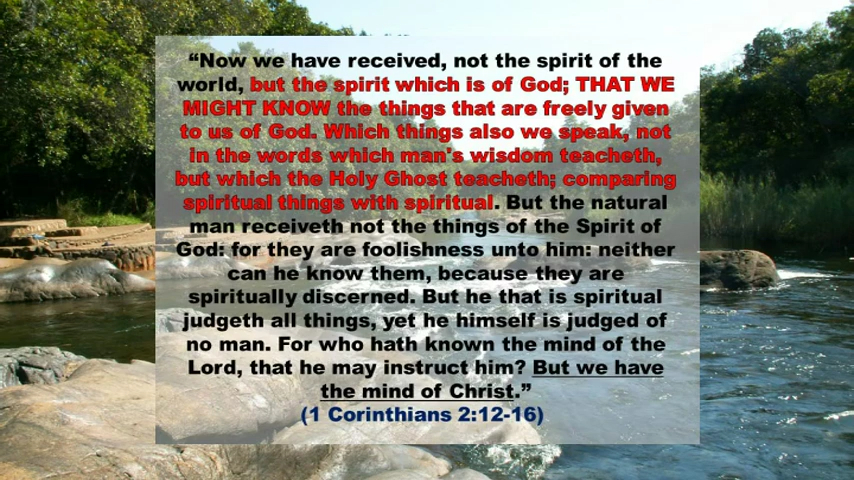 “Now we have received, not the spirit of the
world, but the spirit which is of God; THAT WE
MIGHT KNOW the things that are freely given
to us of God. Which things also we speak, not
in the words which man's wisdom teacheth,
but which the Holy Ghost teacheth; comparing
spiritual things with spiritual. But the natural
man receiveth not the things of the Spirit of
God: for they are foolishness unto him: neither
can he know them, because they are
spiritually discerned. But he that is spiritual
judgeth all things, yet he himself is judged of
no man. For who hath known the mind of the
Lord, that he may instruct him? But we have
the mind of Christ.”
(1 Corinthians 2:12-16)